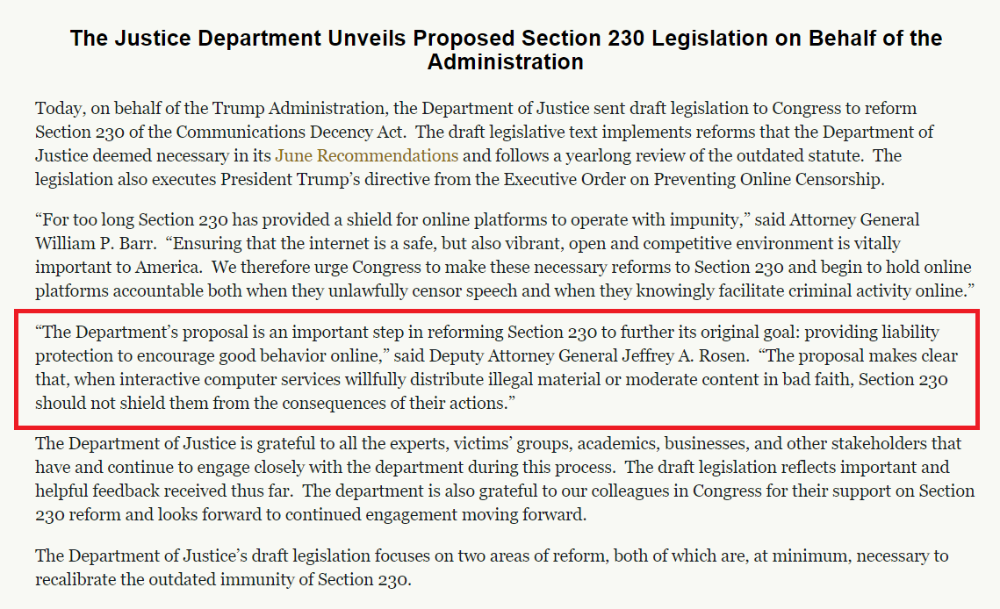 The Justice Department Unveils Proposed Section 230 Legislation on Behalf of the
Administration
Today, on behalf of the Trump Administration, the Department of Justice sent draft legislation to Congress to reform
Section 230 of the Communications Decency Act.  The draft legislative text implements reforms that the Department of
Justice deemed necessary in its June Recommendations and follows a yearlong review of the outdated statute.  The
legislation also executes President Trump’s directive from the Executive Order on Preventing Online Censorship.
“For too long Section 230 has provided a shield for online platforms to operate with impunity,” said Attorney General
William P. Barr.  “Ensuring that the internet is a safe, but also vibrant, open and competitive environment is vitally
important to America.  We therefore urge Congress to make these necessary reforms to Section 230 and begin to hold online
platforms accountable both when they unlawfully censor speech and when they knowingly facilitate criminal activity online.”
“The Department’s proposal is an important step in reforming Section 230 to further its original goal: providing liability
protection to encourage good behavior online,” said Deputy Attorney General Jeffrey A. Rosen.  “The proposal makes clear
that, when interactive computer services willfully distribute illegal material or moderate content in bad faith, Section 230
should not shield them from the consequences of their actions.”
The Department of Justice is grateful to all the experts, victims’ groups, academics, businesses, and other stakeholders that
have and continue to engage closely with the department during this process.  The draft legislation reflects important and
helpful feedback received thus far.  The department is also grateful to our colleagues in Congress for their support on Section
230 reform and looks forward to continued engagement moving forward.
The Department of Justice’s draft legislation focuses on two areas of reform, both of which are, at minimum, necessary to
recalibrate the outdated immunity of Section 230.